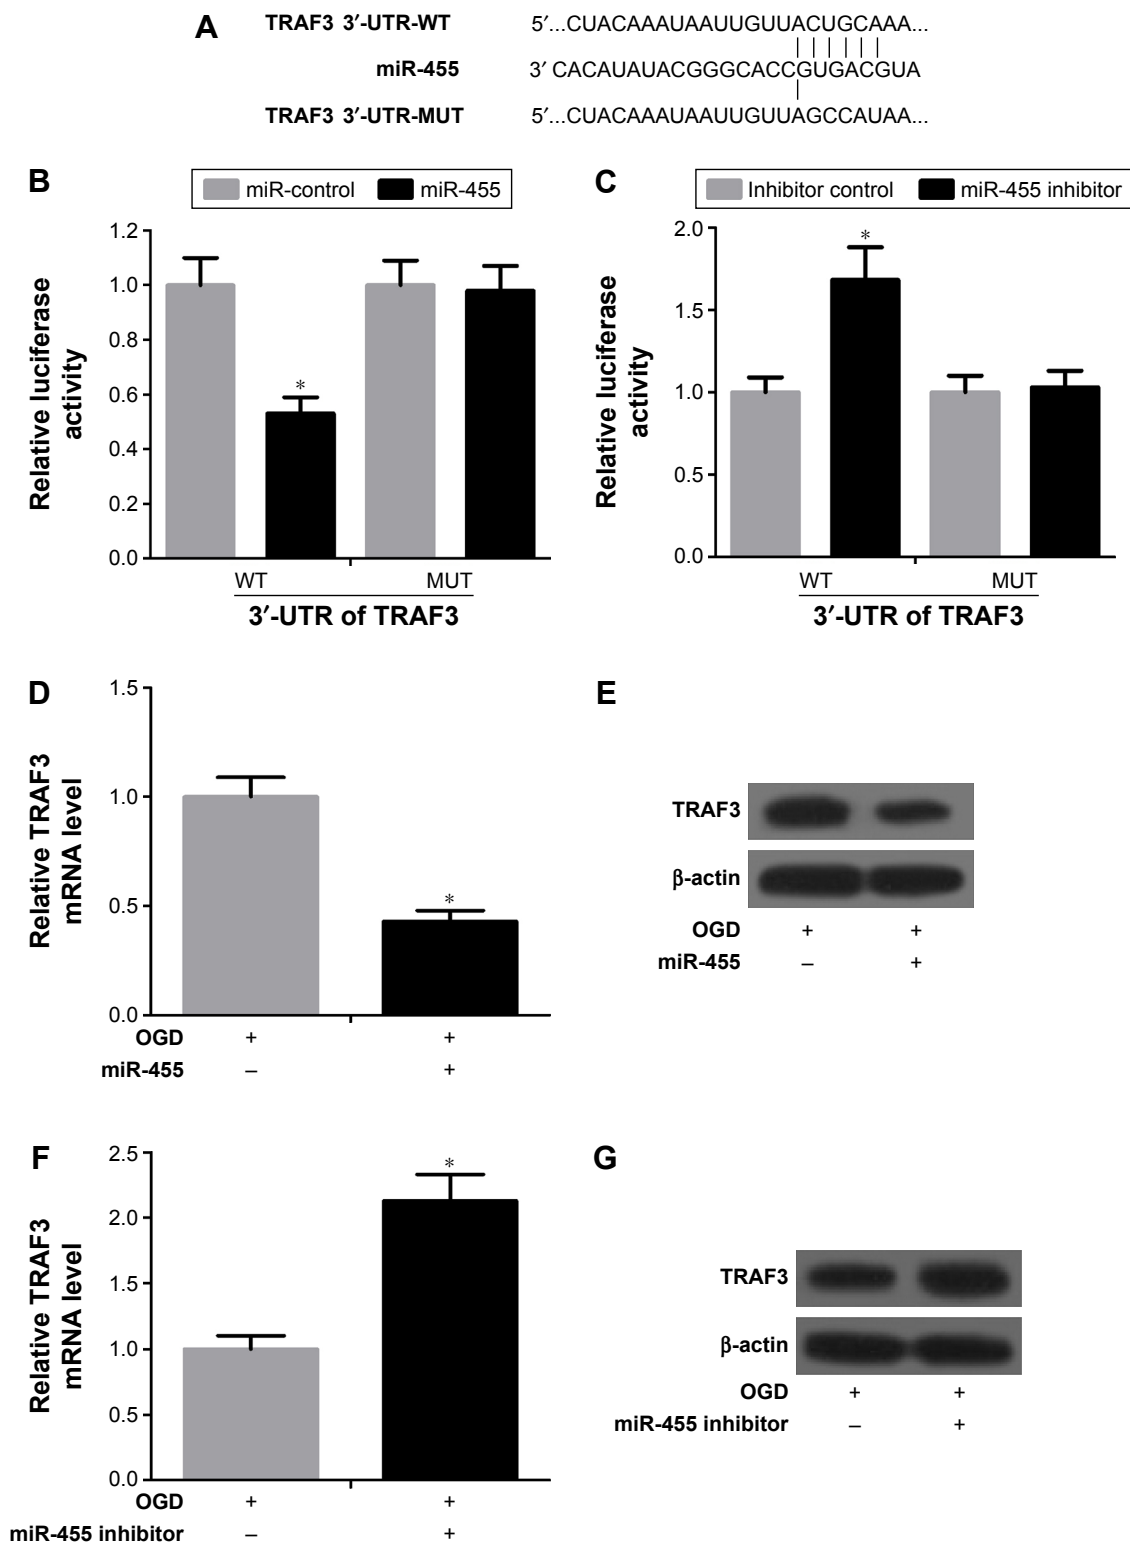 A
TRAF3 3′-UTR-WT 5′...CUACAAAUAAUUGUUACUGCAAA...
miR-455 3′ CACAUAUACGGGCACCGUGACGUA
TRAF3 3′-UTR-MUT 5′...CUACAAAUAAUUGUUAGCCAUAA...
B
miR-control miR-455
Relative luciferase
activity
1.2
1.0
0.8
0.6
0.4
0.2
0.0
*
WT MUT
3′-UTR of TRAF3
C
Inhibitor control miR-455 inhibitor
Relative luciferase
activity
2.0
1.5
1.0
0.5
0.0
*
WT MUT
3′-UTR of TRAF3
D
Relative TRAF3
mRNA level
1.5
1.0
0.5
0.0
*
OGD + +
miR-455 – +
E
TRAF3
β-actin
OGD + +
miR-455 – +
F
Relative TRAF3
mRNA level
2.5
2.0
1.5
1.0
0.5
0.0
*
OGD + +
miR-455 inhibitor – +
G
TRAF3
β-actin
OGD + +
miR-455 inhibitor – +